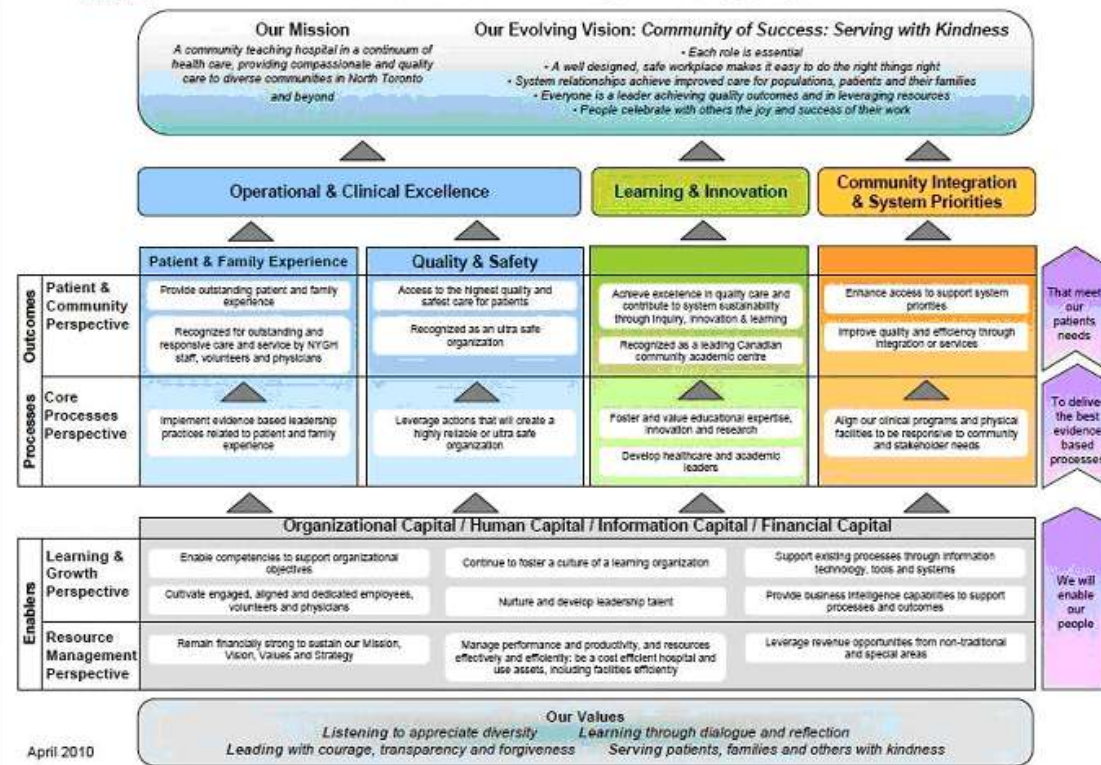 Our Mission
A community teaching hospital in a continuum of
health care, providing compassionate and quality
care to diverse communities in North Toronto
and beyond
Our Evolving Vision: Community of Success: Serving with Kindness
- Each role is essential
- A well designed, safe workplace makes it easy to do the right things right
- System relationships achieve improved care for populations, patients and their families
- Everyone is a leader achieving quality outcomes and in leveraging resources
- People celebrate with others the joy and success of their work
Operational & Clinical Excellence
Learning & Innovation
Community Integration
& System Priorities
Patient & Family Experience
Quality & Safety
Outcomes
Patient &
Community
Perspective
Provide outstanding patient and family
experience
Recognized for outstanding and
responsive care and service by NYGH
staff, volunteers and physicians
Access to the highest quality and
safest care for patients
Recognized as an ultra safe
organization
Achieve excellence in quality care and
contribute to system sustainability
through inquiry, innovation & learning
Recognized as a leading Canadian
community academic centre
Enhance access to support system
priorities
Improve quality and efficiency through
integration or services
That meet
our
patients
needs
Processes
Core
Processes
Perspective
Implement evidence based leadership
practices related to patient and family
experience
Leverage actions that will create a
highly reliable or ultra safe
organization
Foster and value educational expertise,
innovation and research
Develop healthcare and academic
leaders
Align our clinical programs and physical
facilities to be responsive to community
and stakeholder needs
To deliver
the best
evidence
based
processes
Organizational Capital / Human Capital / Information Capital / Financial Capital
Enablers
Learning &
Growth
Perspective
Enable competencies to support organizational
objectives
Cultivate engaged, aligned and dedicated employees,
volunteers and physicians
Continue to foster a culture of a learning organization
Nurture and develop leadership talent
Support existing processes through information
technology, tools and systems
Provide business intelligence capabilities to support
processes and outcomes
Resource
Management
Perspective
Remain financially strong to sustain our Mission,
Vision, Values and Strategy
Manage performance and productivity, and resources
effectively and efficiently: be a cost efficient hospital and
use assets, including facilities efficiently
Leverage revenue opportunities from non-traditional
and special areas
We will
enable
our
people
Our Values
Listening to appreciate diversity Learning through dialogue and reflection
Leading with courage, transparency and forgiveness Serving patients, families and others with kindness
April 2010